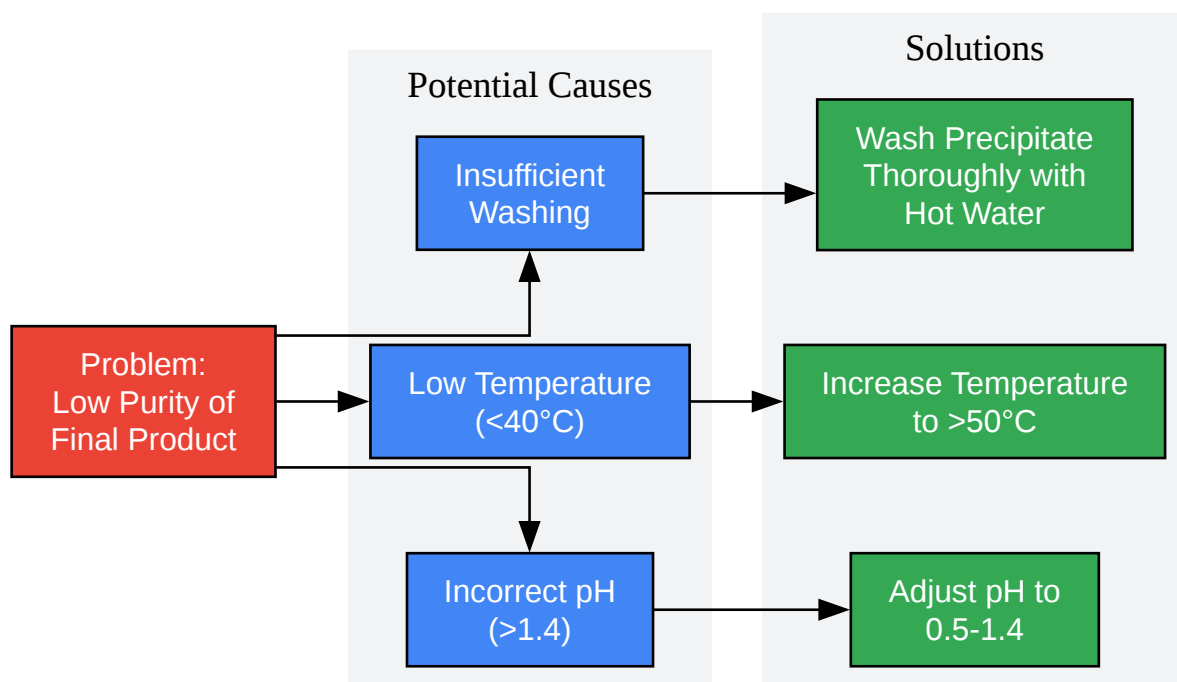 Solutions
Potential Causes
Insufficient
Washing
Wash Precipitate
Thoroughly with
Hot Water
Problem:
Low Purity of
Final Product
Low Temperature
(<40°C)
Increase Temperature
to >50°C
Incorrect pH
(>1.4)
Adjust pH to
0.5-1.4